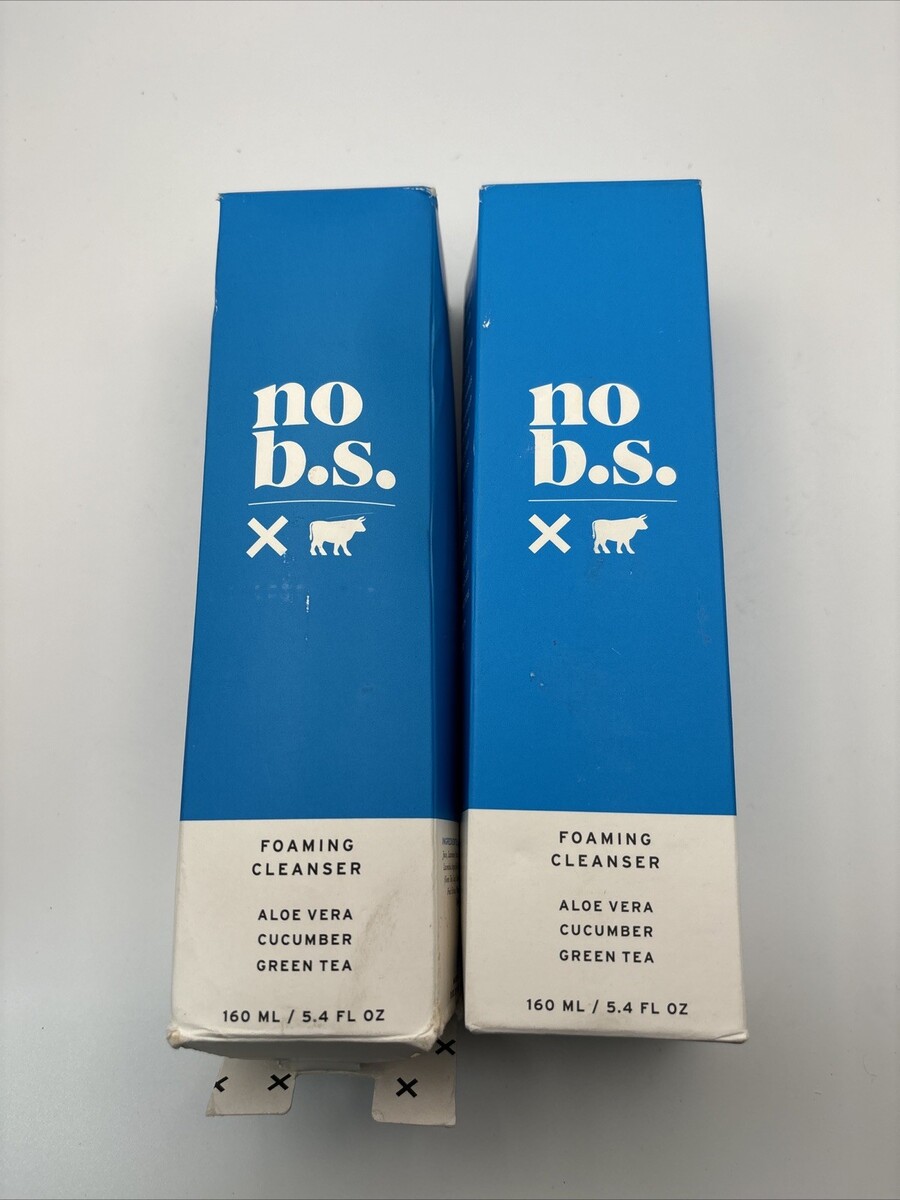 no
b.s.
FOAMING
CLEANSER
ALOE VERA
CUCUMBER
GREEN TEA
160 ML / 5.4 FL OZ
no
b.s.
FOAMING
CLEANSER
ALOE VERA
CUCUMBER
GREEN TEA
160 ML / 5.4 FL OZ